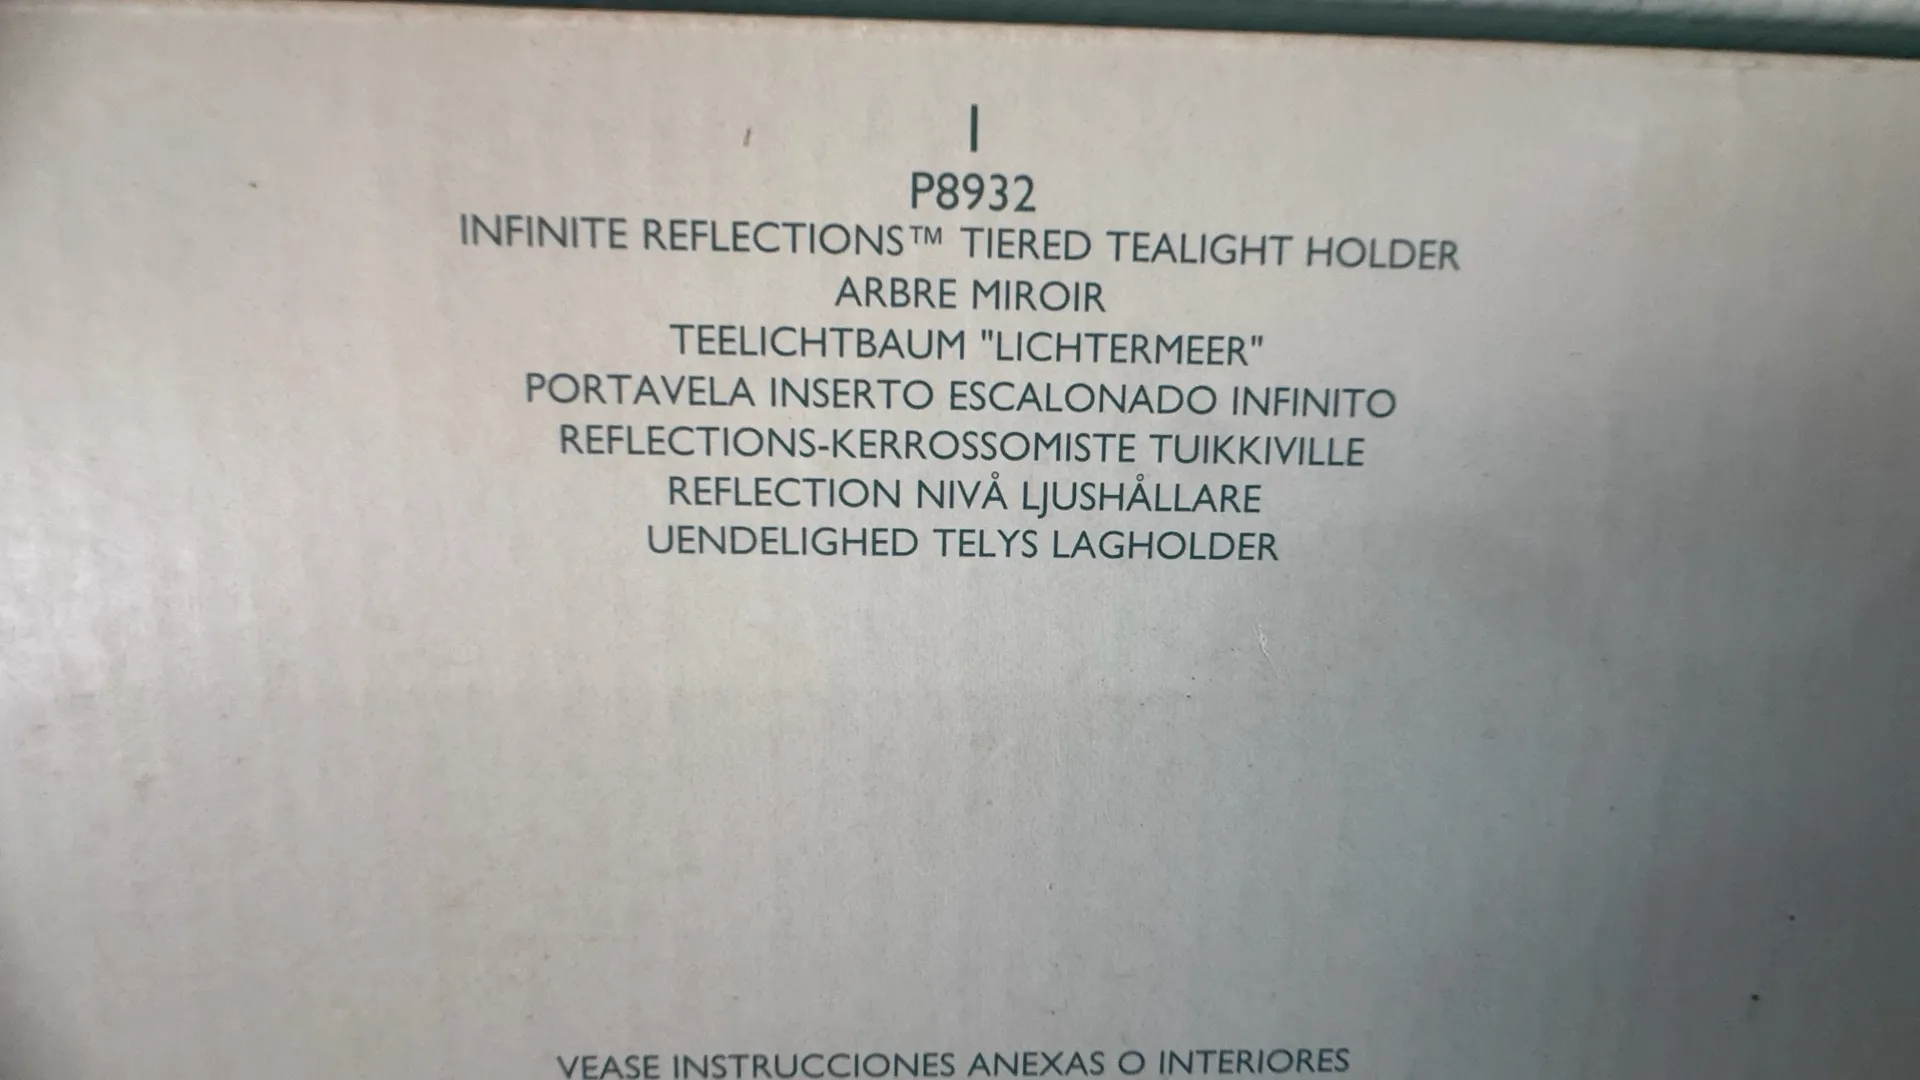 1
P8932
INFINITE REFLECTIONS™ TIERED TEALIGHT HOLDER
ARBRE MIROIR
TEELICHTBAUM "LICHTERMEER"
PORTAVELA INSERTO ESCALONADO INFINITO
REFLECTIONS-KERROSSOMISTE TUIKKIVILLE
REFLECTION NIVÅ LJUSHÅLLARE
UENDELIGHED TELYS LAGHOLDER
VEASE INSTRUCCIONES ANEXAS O INTERIORES